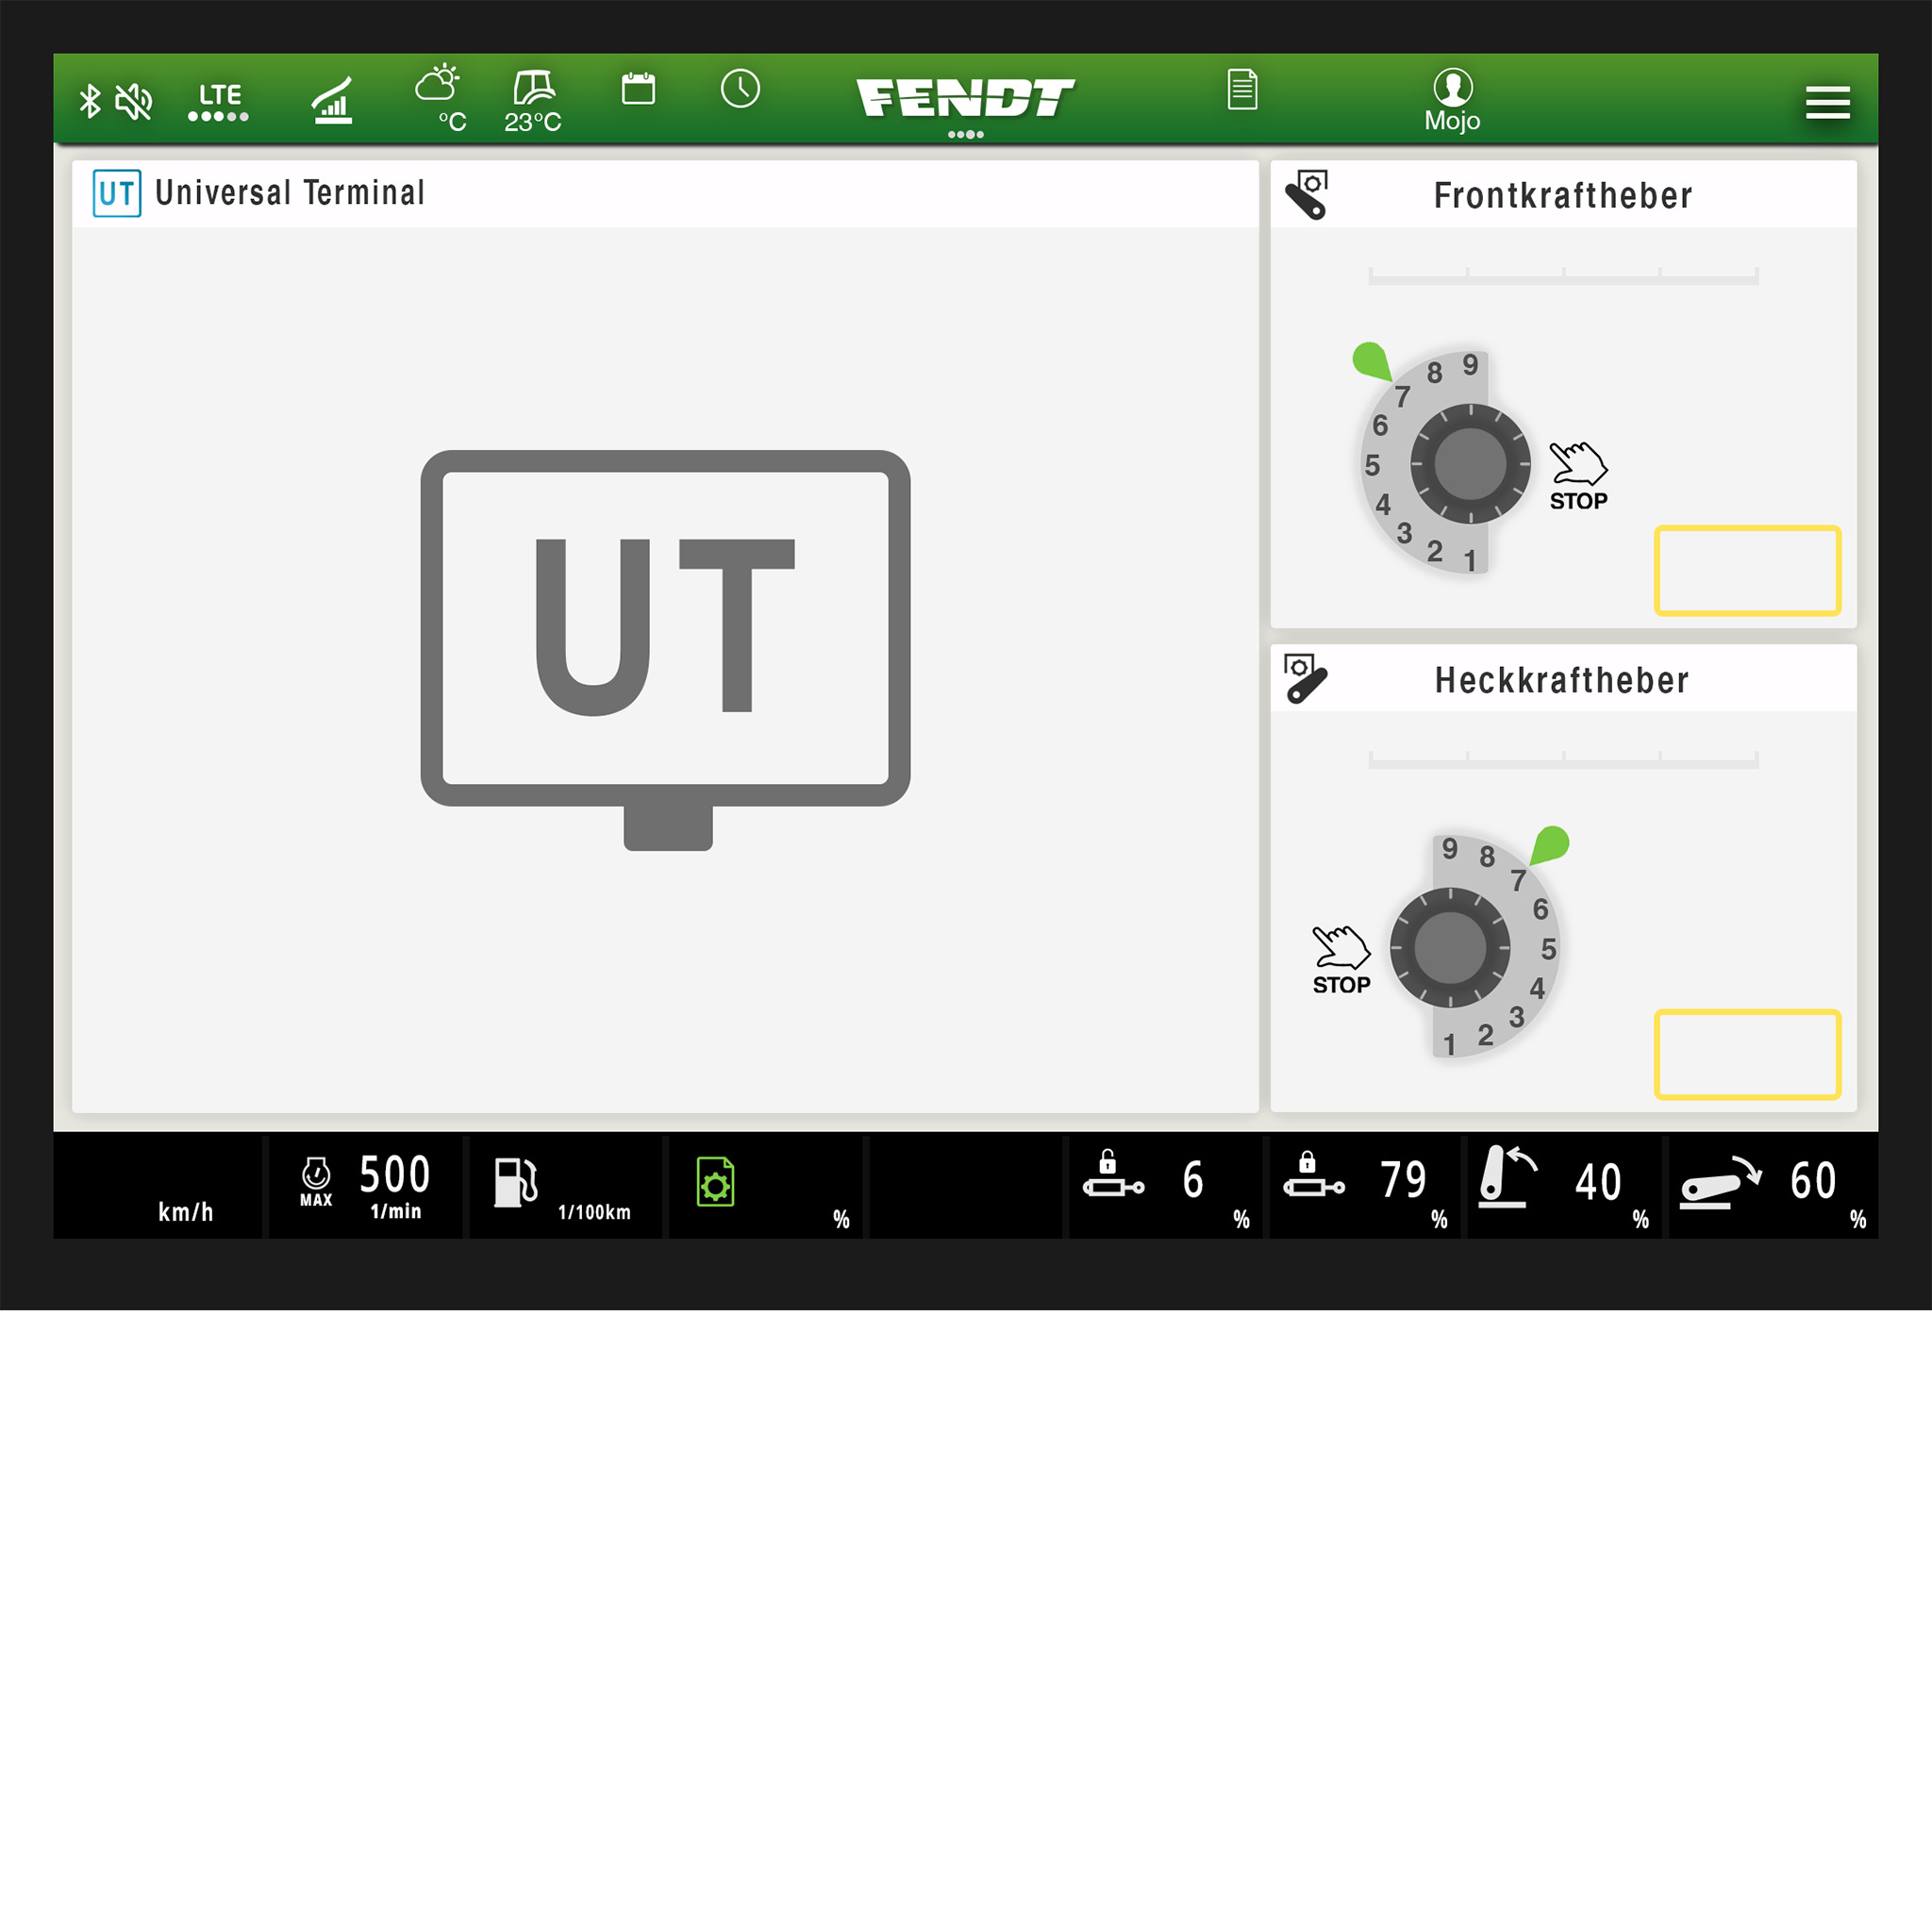 LTE
°C
23°C
FENDT
Mojo
UT Universal Terminal
UT
Frontkraftheber
9
8
7
6
5
4
3
2
1
STOP
Heckkraftheber
9
8
7
6
5
4
3
2
1
STOP
km/h
MAX
500
1/min
1/100km
%
6
%
79
%
40
%
60
%